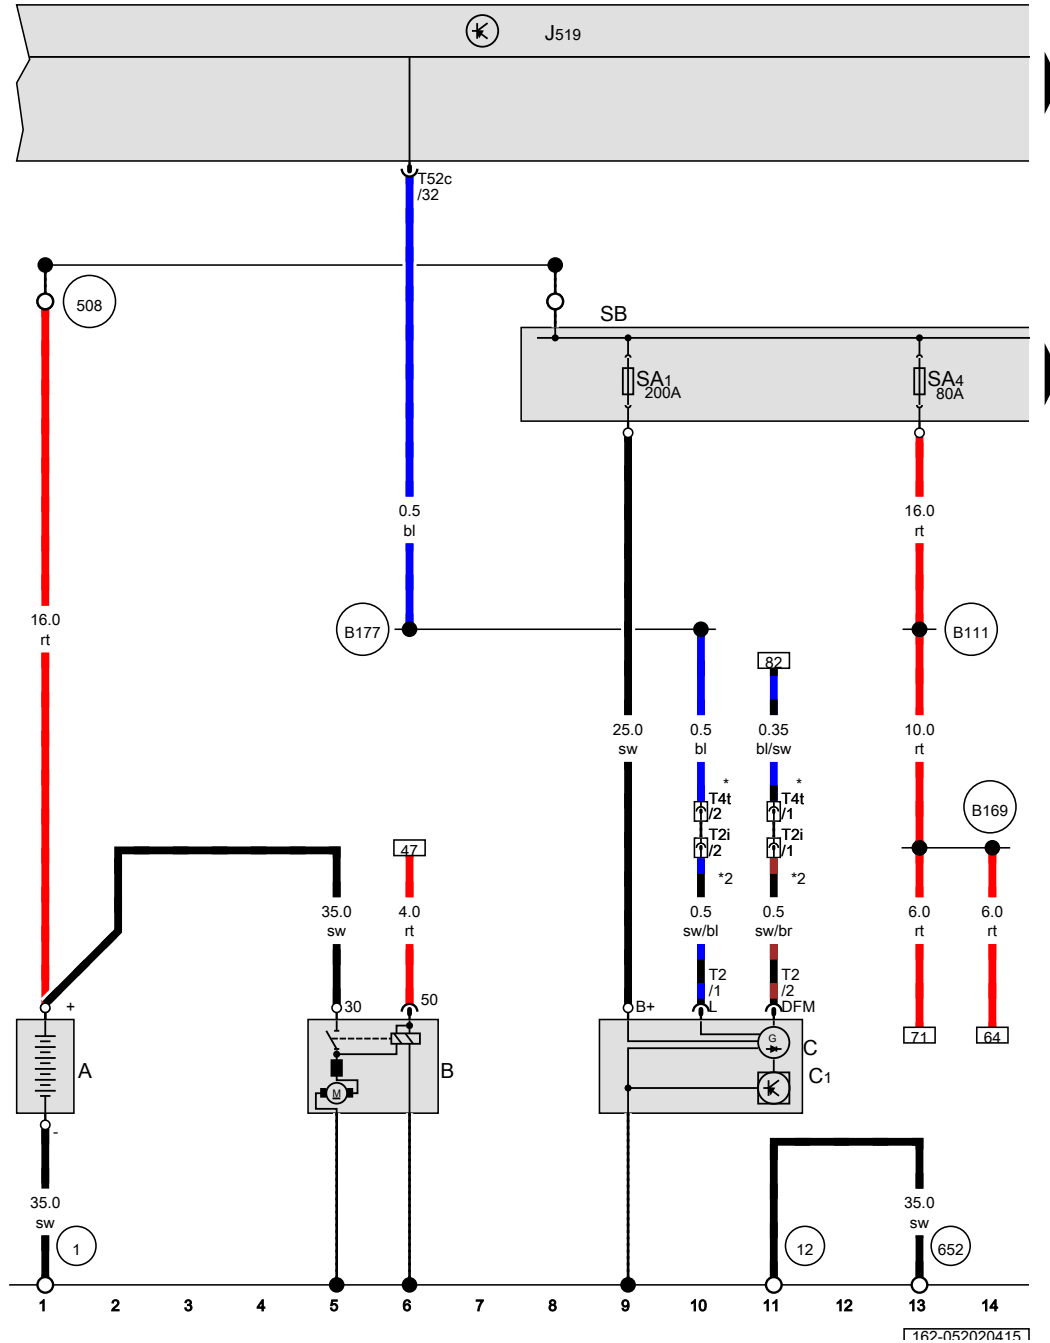 J519
T52c
/32
508
SB
SA1
200A
SA4
80A
0.5
bl
16.0
rt
16.0
rt
B177
B111
82
25.0
sw
0.5
bl
0.35
bl/sw
10.0
rt
*
*
T4t
/2
T4t
/1
B169
T2i
/2
T2i
/1
47
*2
*2
35.0
sw
4.0
rt
0.5
sw/bl
0.5
sw/br
6.0
rt
6.0
rt
T2
/1
T2
/2
+
30
50
B+
L
DFM
71
64
A
B
G
C
C1
M
-
35.0
sw
35.0
sw
1
12
652
1 2 3 4 5 6 7 8 9 10 11 12 13 14
162-052020415